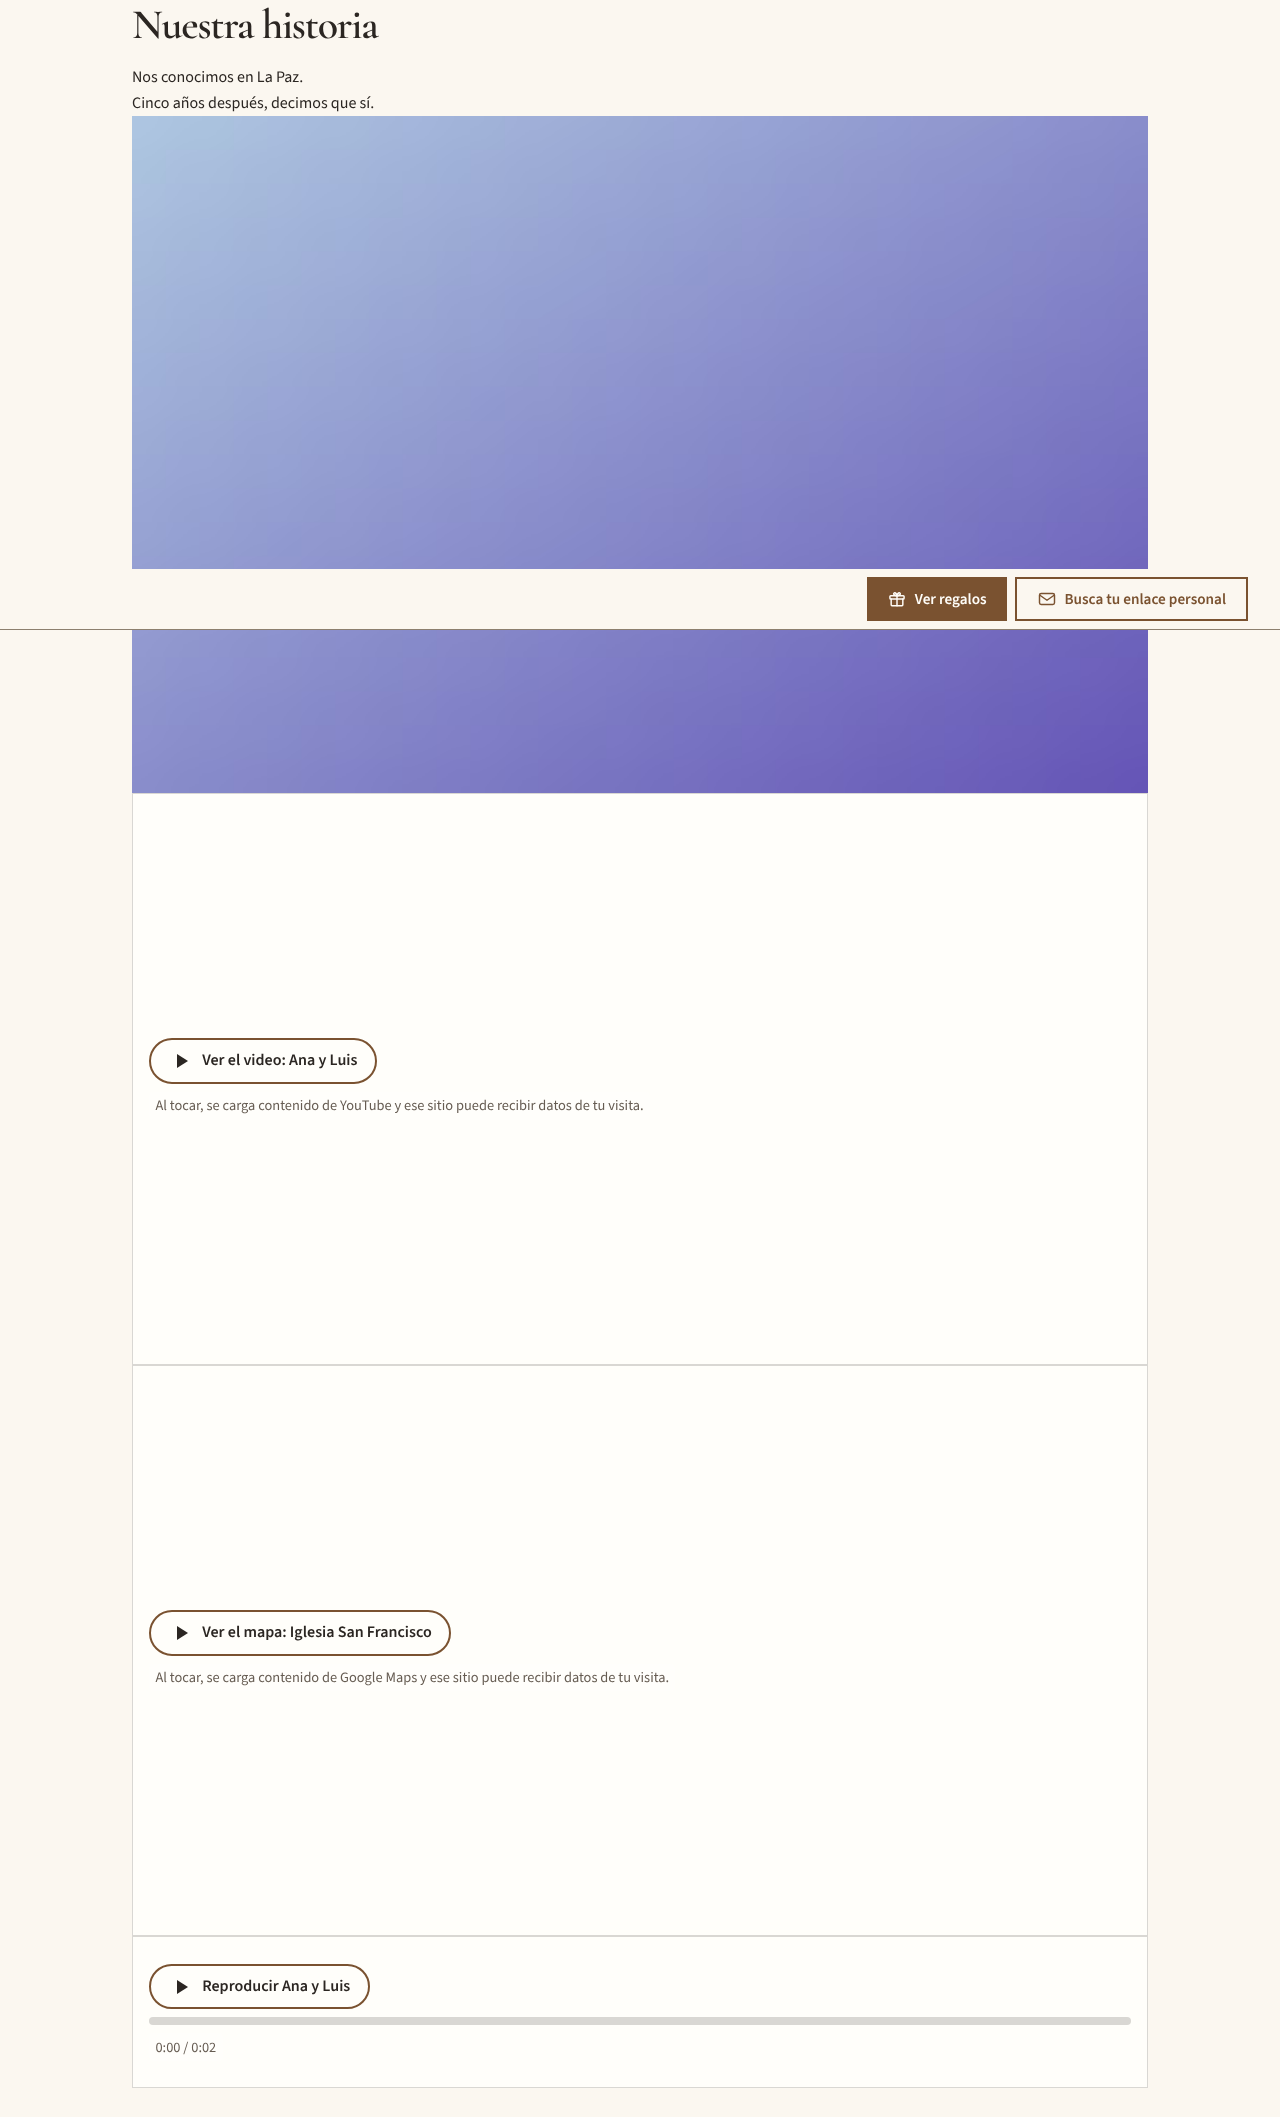 Nuestra historia
Nos conocimos en La Paz.
Cinco años después, decimos que sí.
Ver regalos
Busca tu enlace personal
Ver el video: Ana y Luis
Al tocar, se carga contenido de YouTube y ese sitio puede recibir datos de tu visita.
Ver el mapa: Iglesia San Francisco
Al tocar, se carga contenido de Google Maps y ese sitio puede recibir datos de tu visita.
Reproducir Ana y Luis
0:00 / 0:02